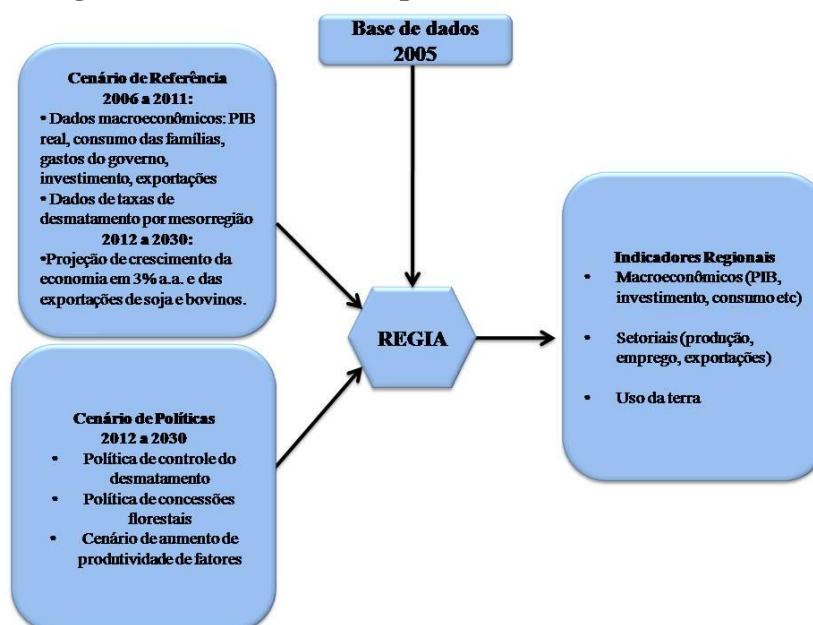 Base de dados
2005
Cenário de Referência
2006 a 2011:
• Dados macroeconômicos: PIB
real, consumo das famílias,
gastos do governo,
investimento, exportações
• Dados de taxas de
desmatamento por mesorregião
2012 a 2030:
•Projeção de crescimento da
economia em 3% a.a. e das
exportações de soja e bovinos.
REGIA
Indicadores Regionais
• Macroeconômicos (PIB,
investimento, consumo etc)
• Setoriais (produção,
emprego, exportações)
• Uso da terra
Cenário de Políticas
2012 a 2030
• Política de controle do
desmatamento
• Política de concessões
florestais
• Cenário de aumento de
produtividade de fatores